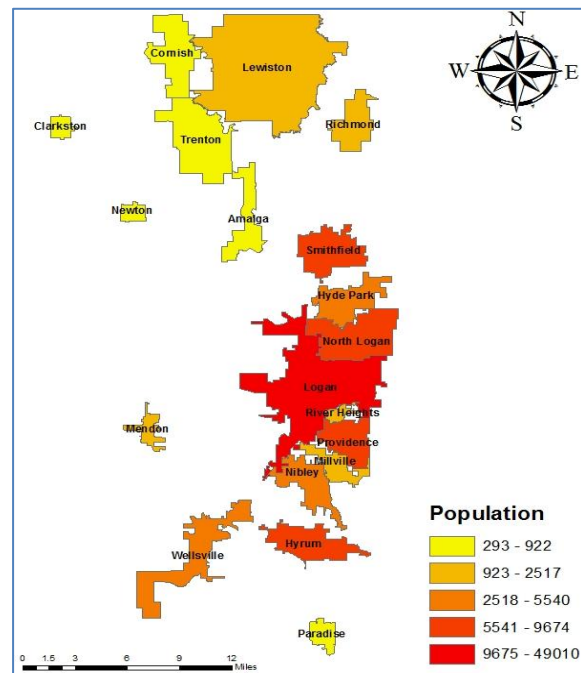 N
W E
S
Cornish
Lewiston
Clarkston
Trenton
Richmond
Newton
Amalga
Smithfield
Hyde Park
North Logan
Logan
River Heights
Mendon
Providence
Millville
Nibley
Hyrum
Wellsville
Paradise
Population
293 - 922
923 - 2517
2518 - 5540
5541 - 9674
9675 - 49010
0 1.5 3 6 9 12
Miles